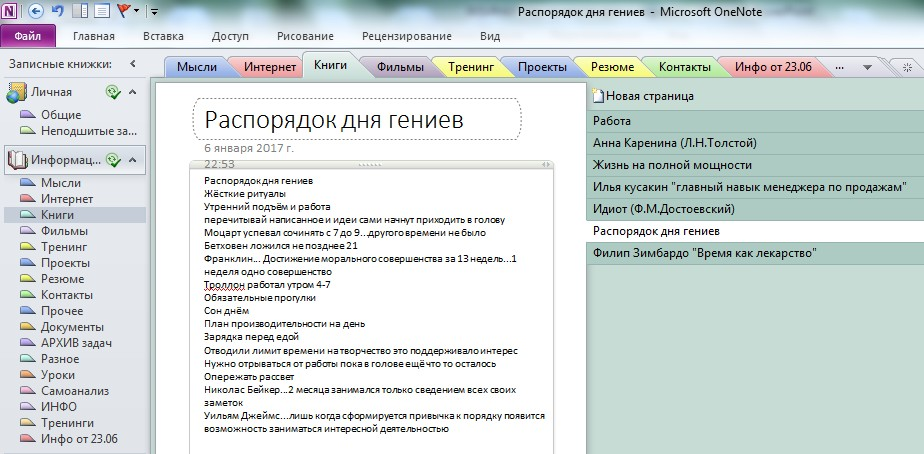 Распорядок дня гениев - Microsoft OneNote
Файл Главная Вставка Доступ Рисование Рецензирование Вид
Записные книжки:
Личная
Общие
Неподшитые за...
Информац...
Мысли
Интернет
Книги
Фильмы
Тренинг
Проекты
Резюме
Контакты
Прочее
Документы
АРХИВ задач
Разное
Уроки
Самоанализ
ИНФО
Тренинги
Инфо от 23.06
Мысли Интернет Книги Фильмы Тренинг Проекты Резюме Контакты Инфо от 23.06 ...
Распорядок дня гениев
6 января 2017 г.
22:53
Распорядок дня гениев
Жёсткие ритуалы
Утренний подъём и работа
перечитывай написанное и идеи сами начнут приходить в голову
Моцарт успевал сочинять с 7 до 9...другого времени не было
Бетховен ложился не позднее 21
Франклин... Достижение морального совершенства за 13 недель...1
неделя одно совершенство
Троллон работал утром 4-7
Обязательные прогулки
Сон днём
План производительности на день
Зарядка перед едой
Отводили лимит времени на творчество это поддерживало интерес
Нужно отрываться от работы пока в голове ещё что то осталось
Опережать рассвет
Николас Бейкер...2 месяца занимался только сведением всех своих
заметок
Уильям Джеймс...лишь когда сформируется привычка к порядку появится
возможность заниматься интересной деятельностью
Новая страница
Работа
Анна Каренина (Л.Н.Толстой)
Жизнь на полной мощности
Илья кусакин "главный навык менеджера по продажам"
Идиот (Ф.М.Достоевский)
Распорядок дня гениев
Филип Зимбардо "Время как лекарство"